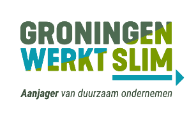 GRONINGEN
WERKT SLIM
Aanjager van duurzaam ondernemen